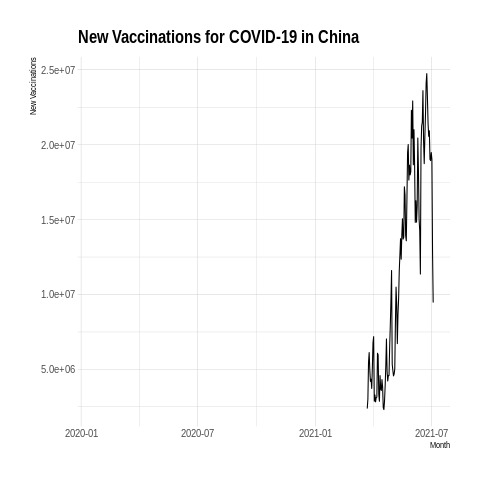 New Vaccinations for COVID-19 in China
New Vaccinations
2.5e+07
2.0e+07
1.5e+07
1.0e+07
5.0e+06
2020-01 2020-07 2021-01 2021-07
Month